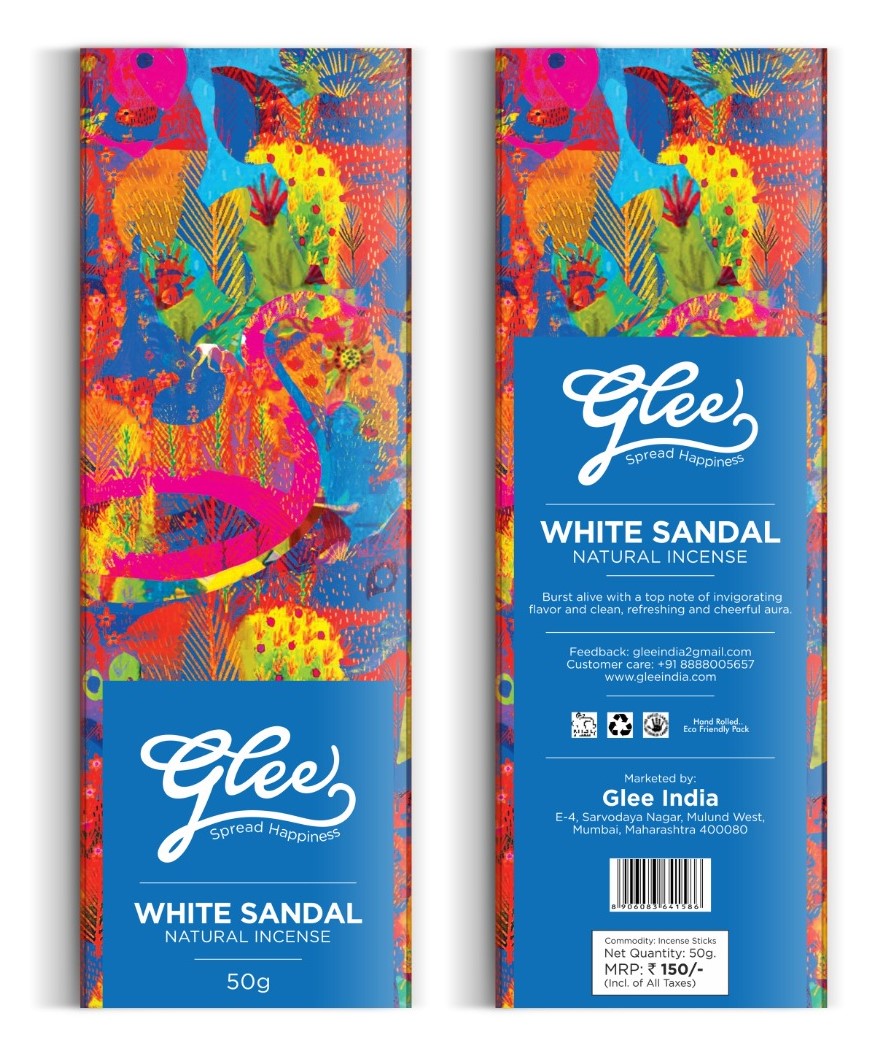 Glee
Spread Happiness
WHITE SANDAL
NATURAL INCENSE
50g
Glee
Spread Happiness
WHITE SANDAL
NATURAL INCENSE
Burst alive with a top note of invigorating
flavor and clean, refreshing and cheerful aura.
Feedback: gleeindia2gmail.com
Customer care: +91 8888005657
www.gleeindia.com
Hand Rolled..
Eco Friendly Pack
Marketed by:
Glee India
E-4, Sarvodaya Nagar, Mulund West,
Mumbai, Maharashtra 400080
8 906083 641586
Commodity: Incense Sticks
Net Quantity: 50g.
MRP: ₹ 150/-
(Incl. of All Taxes)